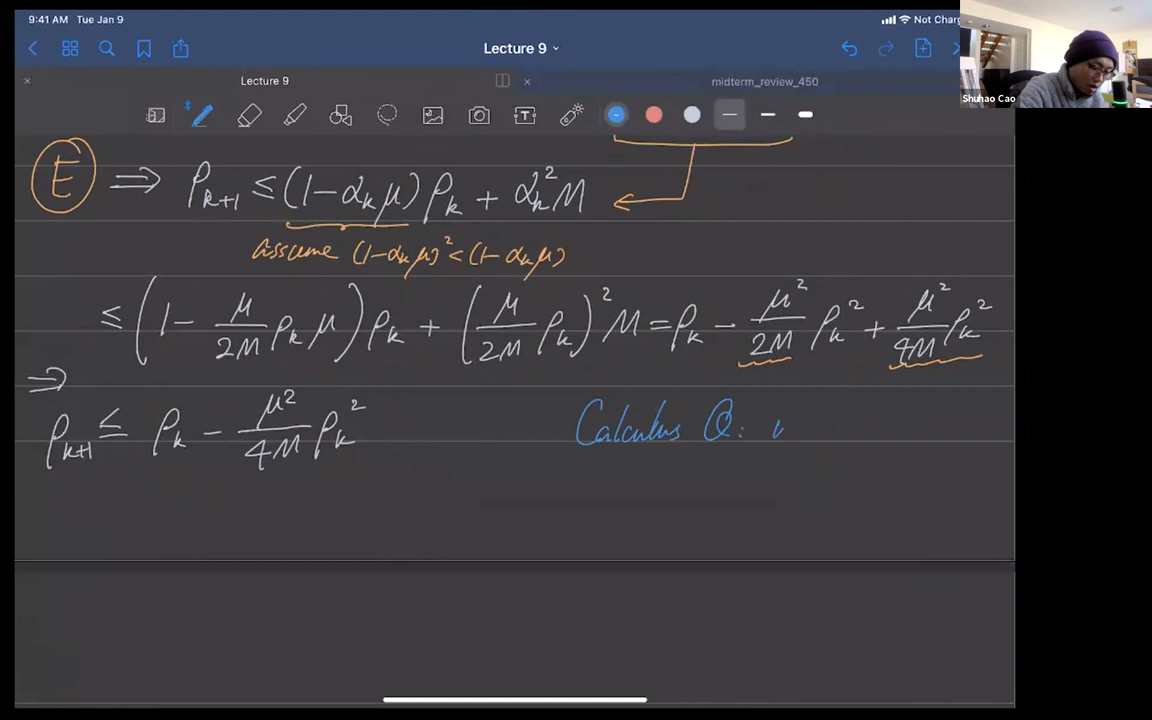 9:41 AM Tue Jan 9
Not Charg
Lecture 9
Lecture 9
midterm_review_450
Shuhao Cao
E ⟹ ρ_{k+1} ≤ (1-α_k μ) ρ_k + α_k^2 M
assume (1-α_k μ)^2 < (1-α_k μ)
≤ (1 - μ/2M ρ_k μ) ρ_k + (μ/2M ρ_k)^2 M = ρ_k - μ^2/2M ρ_k^2 + μ^2/4M ρ_k^2
⟹
ρ_{k+1} ≤ ρ_k - μ^2/4M ρ_k^2
Calculus Q: